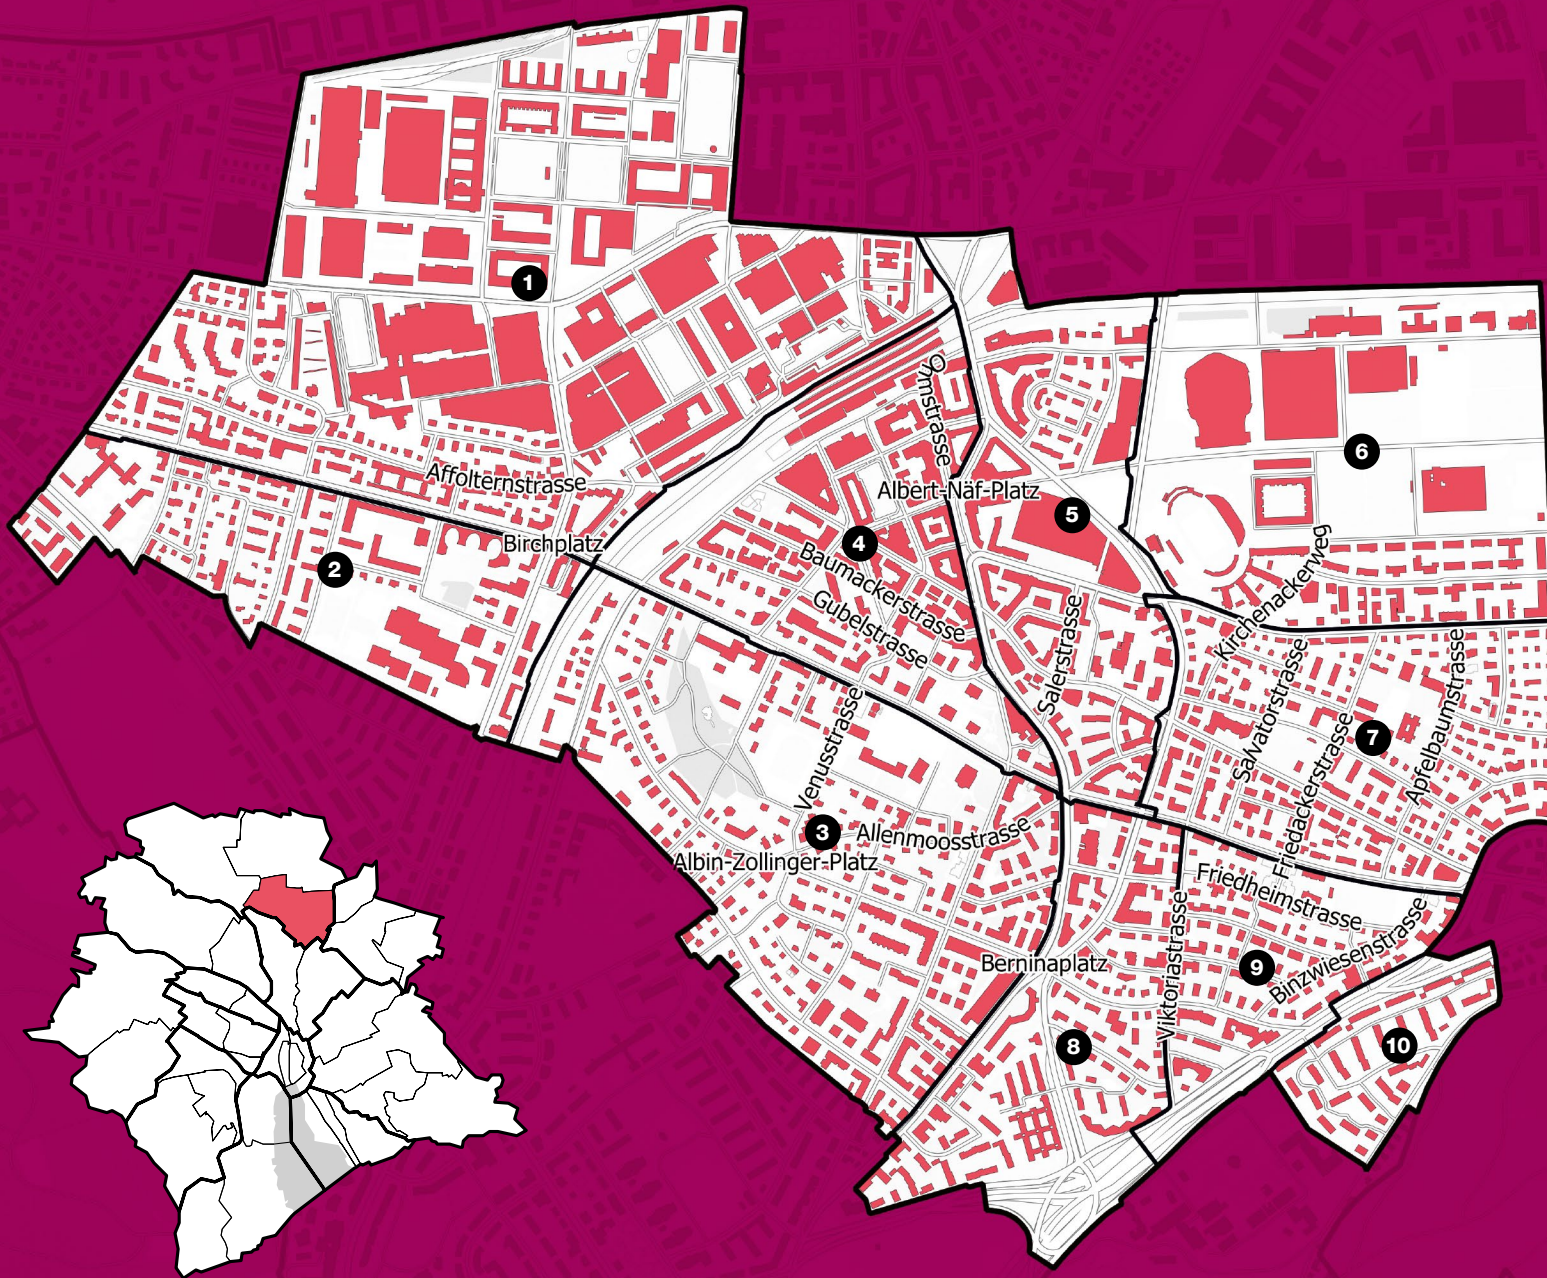 1
Ohmstrasse
6
Affolternstrasse
Albert-Näf-Platz
5
Birchplatz
4
2
Baumackerstrasse
Gubelstrasse
Kirchenackerweg
Salerstrasse
Salvatorstrasse
Apfelbaumstrasse
7
Friedackerstrasse
Venusstrasse
3
Allenmoosstrasse
Albin-Zollinger-Platz
Friedheimstrasse
Viktoriastrasse
Berninaplatz
9
Binzwiesenstrasse
8
10